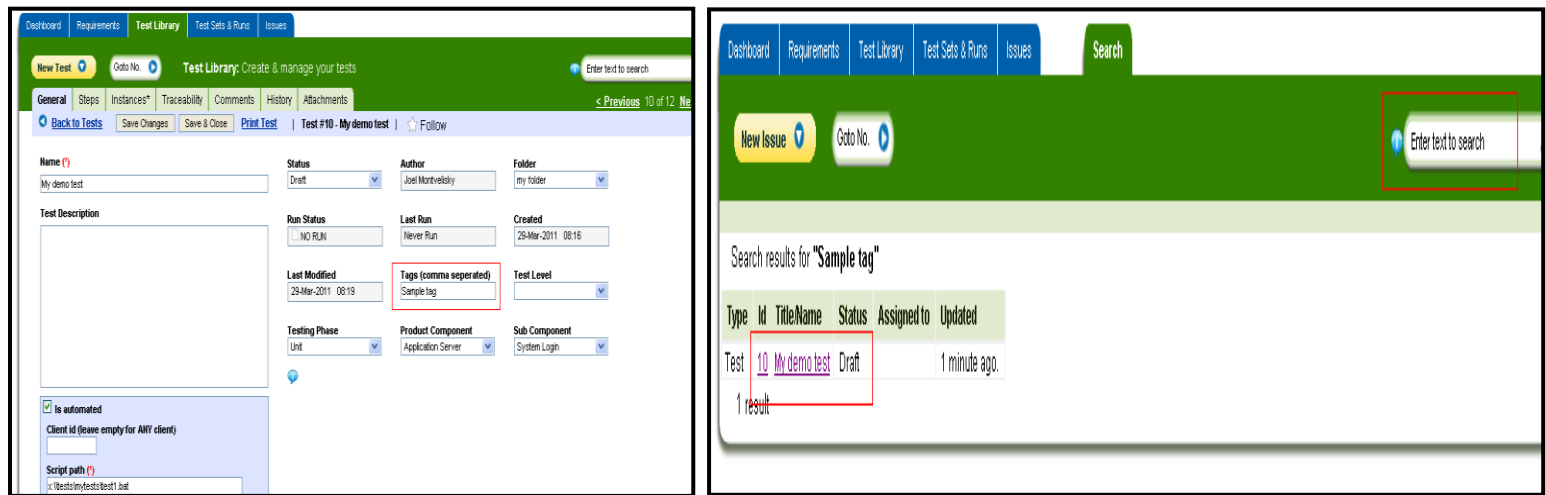 Dashboard Requirements Test Library Test Sets & Runs Issues
New Test Goto No. Test Library: Create & manage your tests Enter text to search
General Steps Instances* Traceability Comments History Attachments < Previous 10 of 12 Ne
Back to Tests Save Changes Save & Close Print Test | Test #10 - My demo test | Follow
Name (*) Status Author Folder
My demo test Draft Joel Montvelisky my folder
Test Description Run Status Last Run Created
NO RUN Never Run 29-Mar-2011 08:16
Last Modified Tags (comma seperated) Test Level
29-Mar-2011 08:19 Sample tag
Testing Phase Product Component Sub Component
Unit Application Server System Login
Is automated
Client id (leave empty for ANY client)
Script path (*)
x:\tests\mytests\test1.bat
Dashboard Requirements Test Library Test Sets & Runs Issues Search
New Issue Goto No. Enter text to search
Search results for "Sample tag"
Type Id Title/Name Status Assigned to Updated
Test 10 My demo test Draft 1 minute ago.
1 result